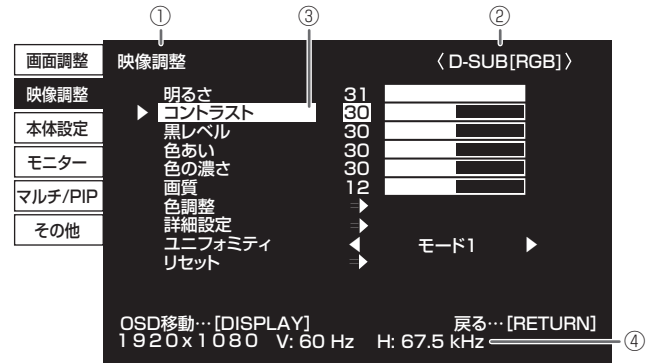 ① ③ ②
画面調整
映像調整
本体設定
モニター
マルチ/PIP
その他
映像調整 〈 D-SUB[RGB] 〉
明るさ 31
コントラスト 30
黒レベル 30
色あい 30
色の濃さ 30
画質 12
色調整
詳細設定
ユニフォミティ モード1
リセット
OSD移動…[DISPLAY] 戻る…[RETURN]
1920x1080 V: 60 Hz H: 67.5 kHz ④